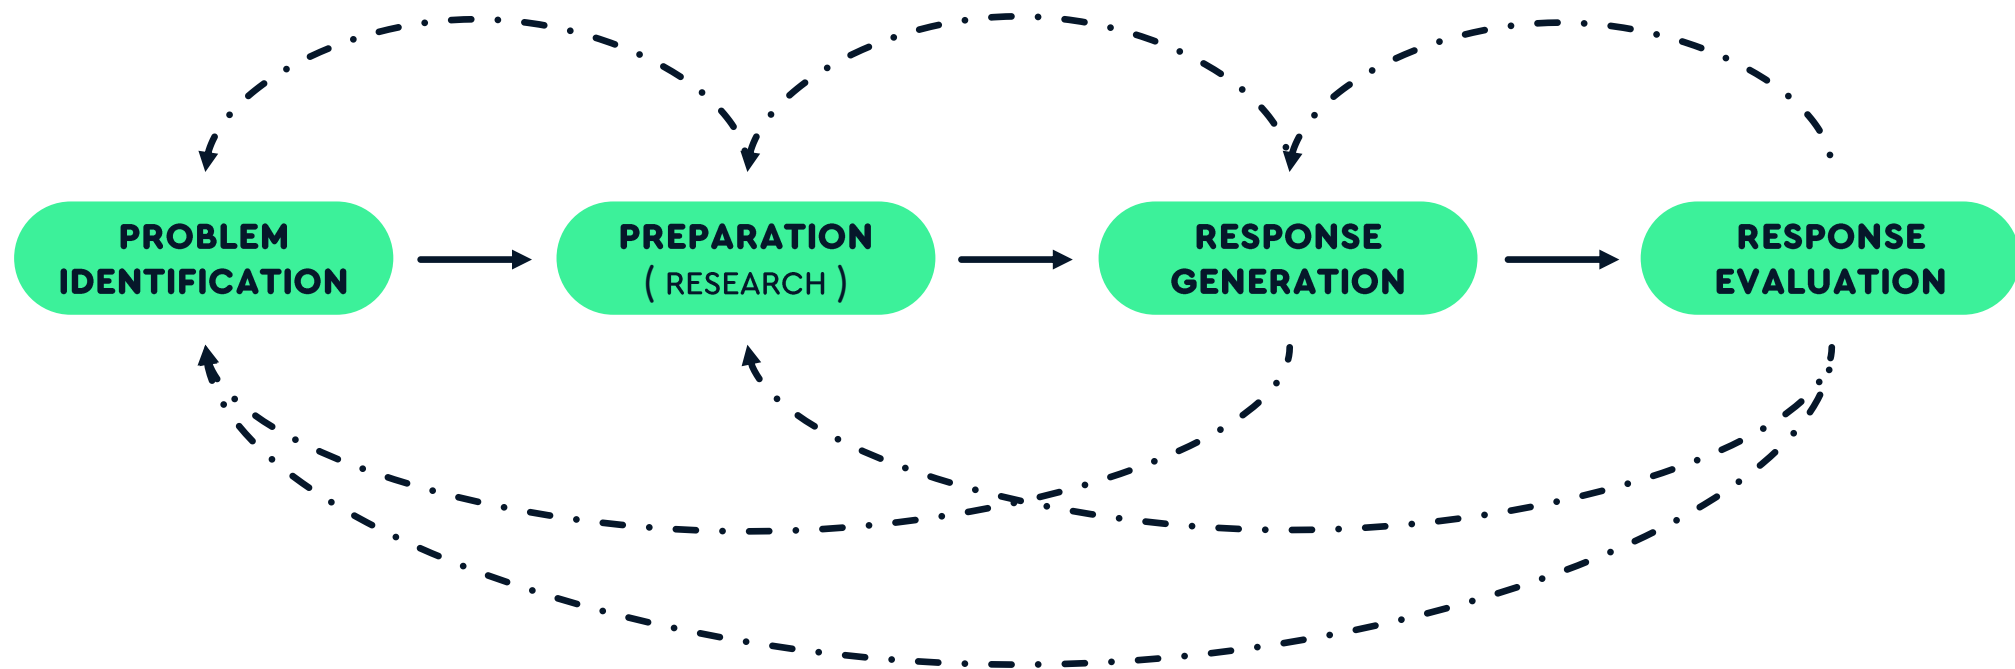 PROBLEM
IDENTIFICATION
PREPARATION
( RESEARCH )
RESPONSE
GENERATION
RESPONSE
EVALUATION